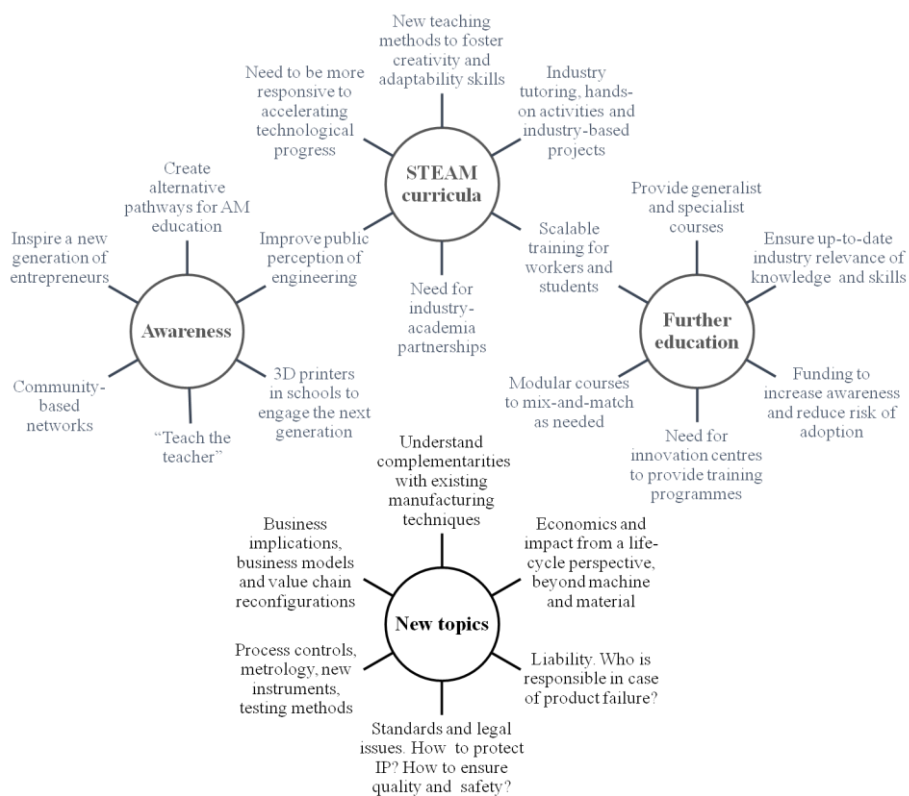 New teaching
methods to foster
creativity and
adaptability skills
Need to be more
responsive to
accelerating
technological
progress
Industry
tutoring, hands-
on activities and
industry-based
projects
STEAM
curricula
Create
alternative
pathways for AM
education
Provide generalist
and specialist
courses
Inspire a new
generation of
entrepreneurs
Improve public
perception of
engineering
Scalable
training for
workers and
students
Ensure up-to-date
industry relevance of
knowledge and skills
Need for
industry-
academia
partnerships
Awareness
Further
education
Community-
based
networks
"Teach the
teacher"
3D printers
in schools to
engage the next
generation
Modular courses
to mix-and-match
as needed
Need for
innovation centres
to provide training
programmes
Funding to
increase awareness
and reduce risk of
adoption
Understand
complementarities
with existing
manufacturing
techniques
Business
implications,
business models
and value chain
reconfigurations
Economics and
impact from a life-
cycle perspective,
beyond machine
and material
New topics
Process controls,
metrology, new
instruments,
testing methods
Liability. Who is
responsible in case
of product failure?
Standards and legal
issues. How to protect
IP? How to ensure
quality and safety?